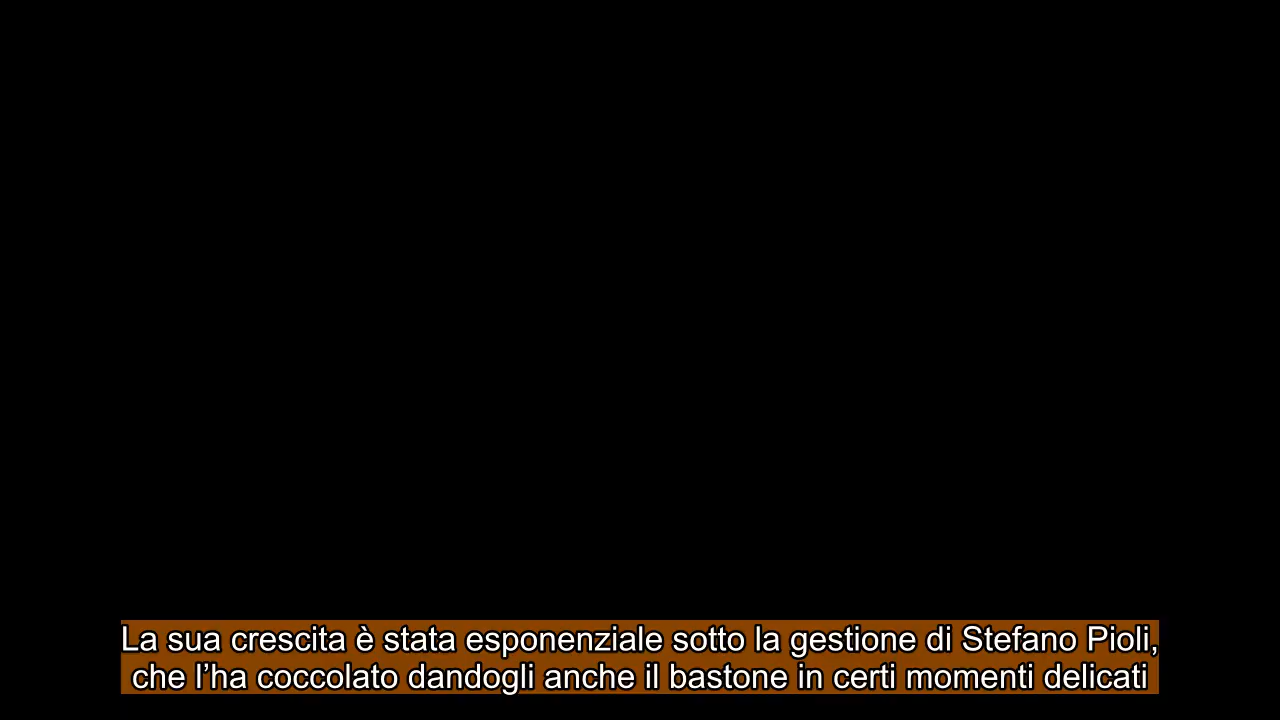 La sua crescita è stata esponenziale sotto la gestione di Stefano Pioli,
che l’ha coccolato dandogli anche il bastone in certi momenti delicati